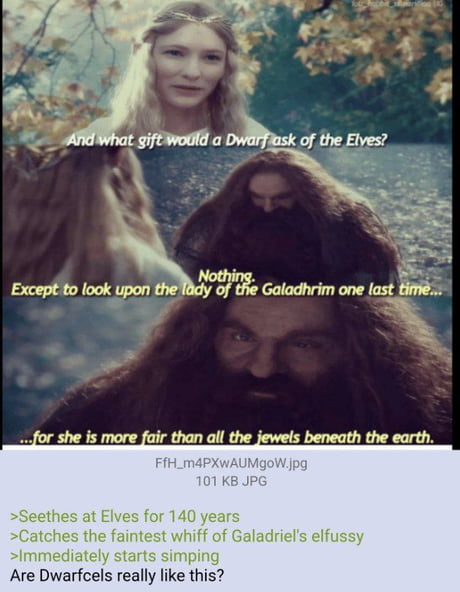 And what gift would a Dwarf ask of the Elves?
Nothing.
Except to look upon the lady of the Galadhrim one last time...
...for she is more fair than all the jewels beneath the earth.
FfH_m4PXwAUMgoW.jpg
101 KB JPG
>Seethes at Elves for 140 years
>Catches the faintest whiff of Galadriel's elfussy
>Immediately starts simping
Are Dwarfcels really like this?